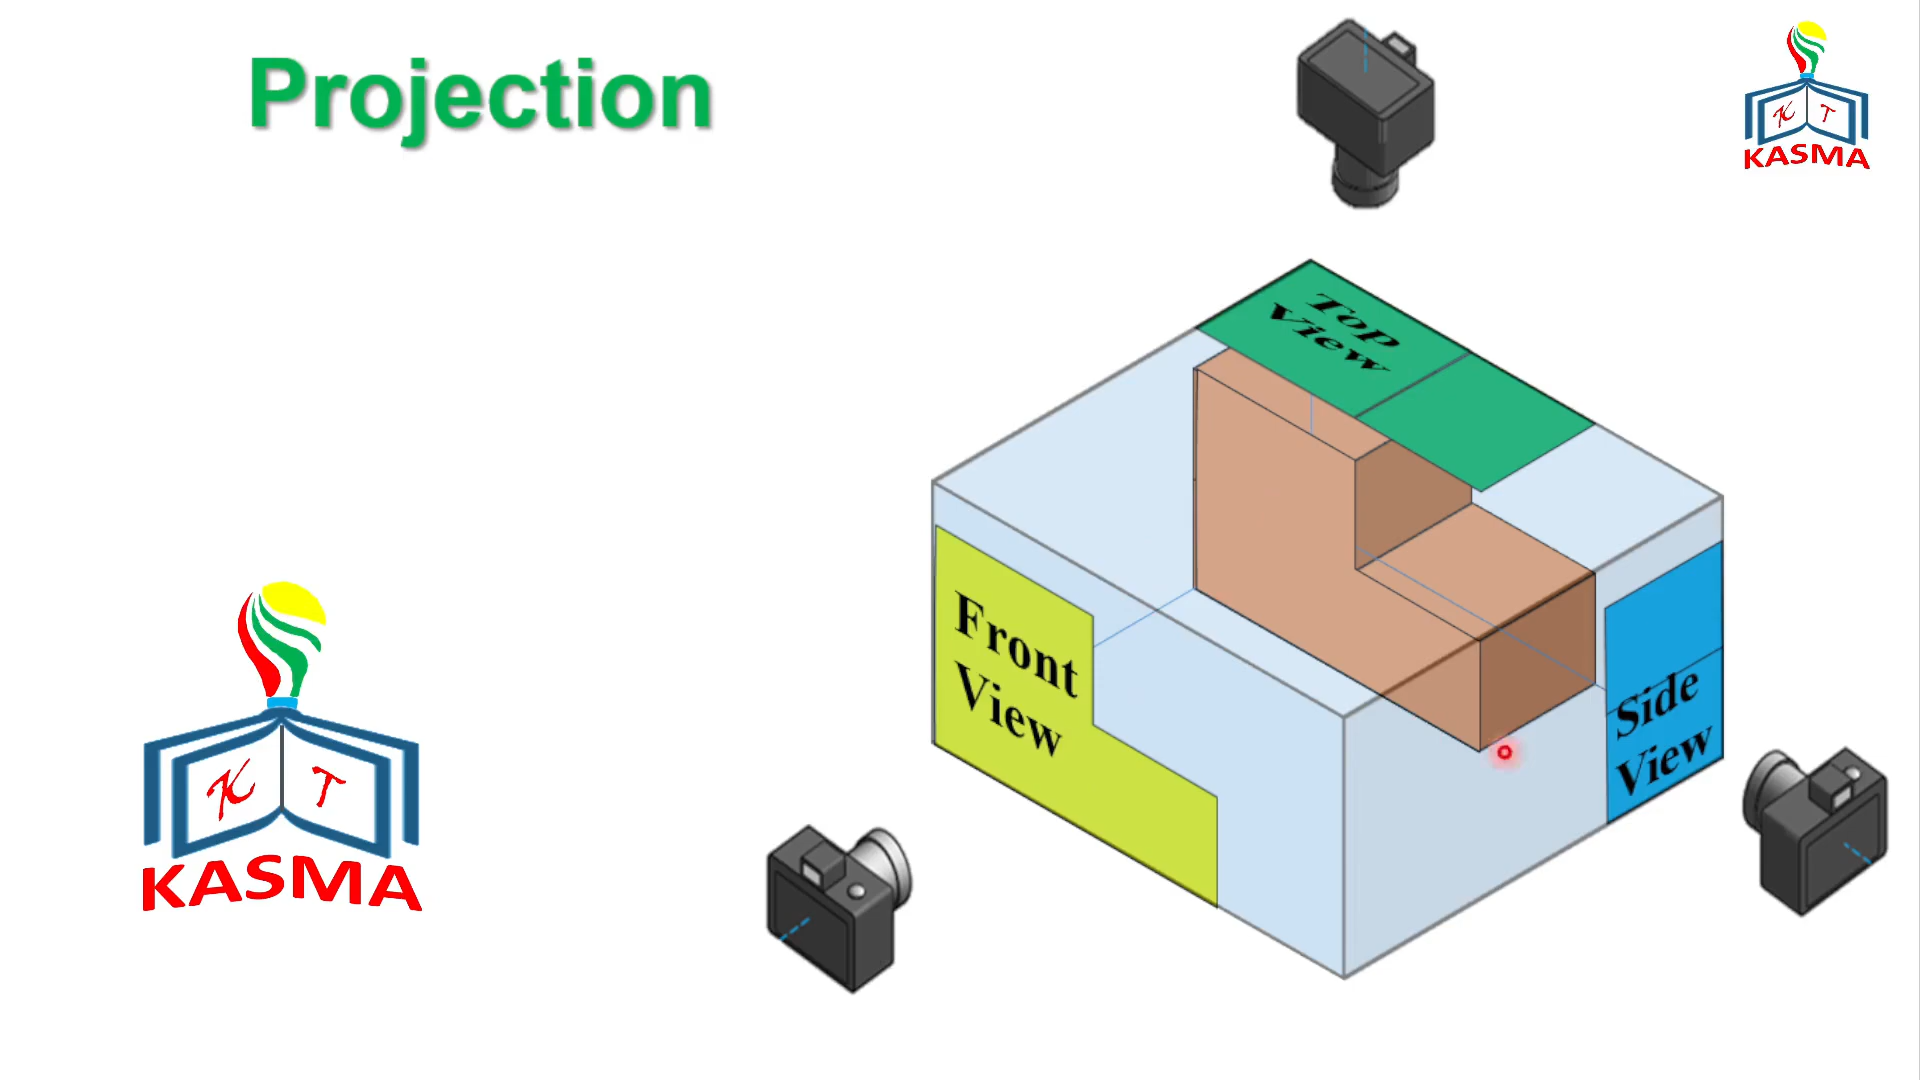 Projection
K T
KASMA
Top
View
Front
View
Side
View
K T
KASMA